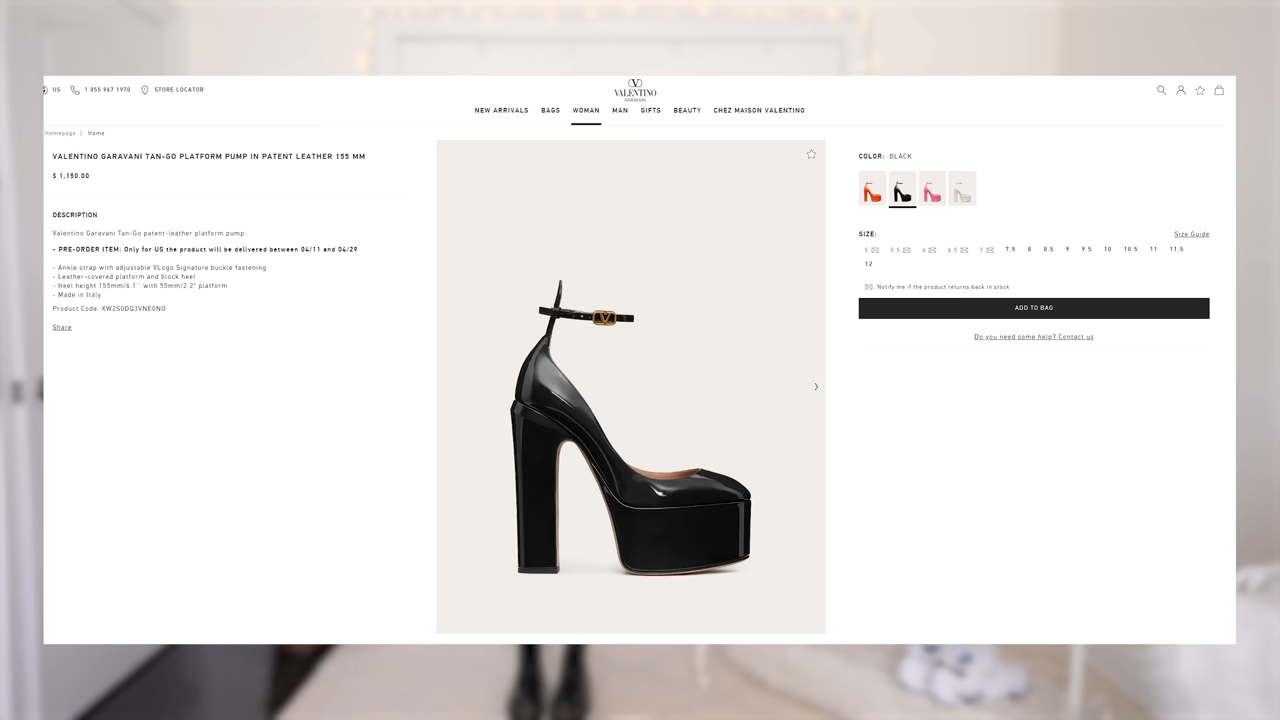 US 1 855 967 1970 STORE LOCATOR
VALENTINO
GARAVANI
NEW ARRIVALS BAGS WOMAN MAN GIFTS BEAUTY CHEZ MAISON VALENTINO
Homepage | Home
VALENTINO GARAVANI TAN-GO PLATFORM PUMP IN PATENT LEATHER 155 MM
$ 1,150.00
DESCRIPTION
Valentino Garavani Tan-Go patent-leather platform pump.
- PRE-ORDER ITEM: Only for US the product will be delivered between 04/11 and 04/29
- Ankle strap with adjustable VLogo Signature buckle fastening
- Leather-covered platform and block heel
- Heel height 155mm/6.1'' with 55mm/2.2" platform
- Made in Italy
Product Code: XW2S0DQ3VNE0NO
Share
COLOR: BLACK
SIZE: Size Guide
5 5.5 6 6.5 7 7.5 8 8.5 9 9.5 10 10.5 11 11.5
12
Notify me if the product returns back in stock
ADD TO BAG
Do you need some help? Contact us